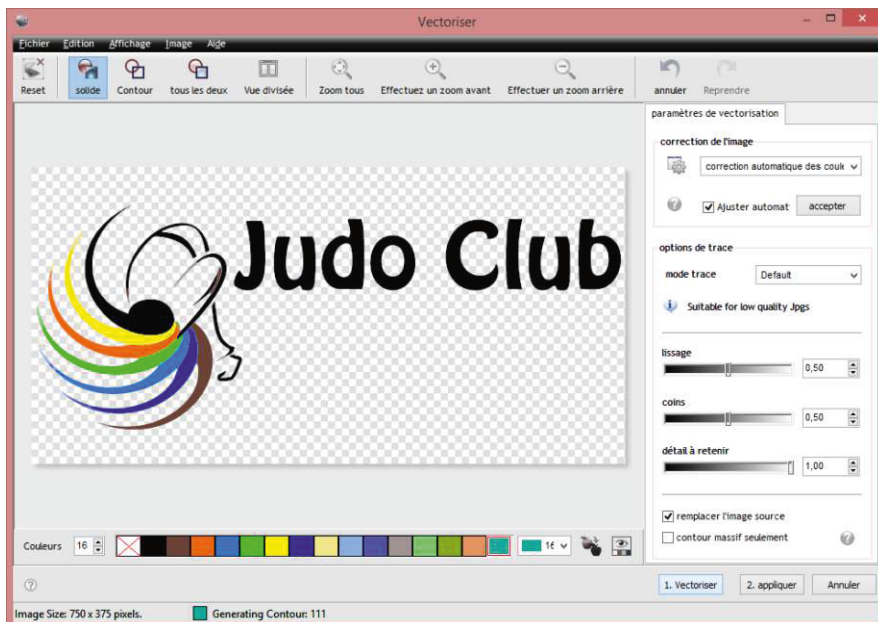 Vectoriser
Fichier Edition Affichage Image Aide
Reset solide Contour tous les deux Vue divisée Zoom tous Effectuez un zoom avant Effectuer un zoom arrière annuler Reprendre
paramètres de vectorisation
correction de l'image
correction automatique des coule
Ajuster automat accepter
Judo Club
options de trace
mode trace Default
Suitable for low quality Jpgs
lissage
0,50
coins
0,50
détail à retenir
1,00
remplacer l'image source
contour massif seulement
Couleurs 16 16
1. Vectoriser 2. appliquer Annuler
Image Size: 750 x 375 pixels. Generating Contour: 111